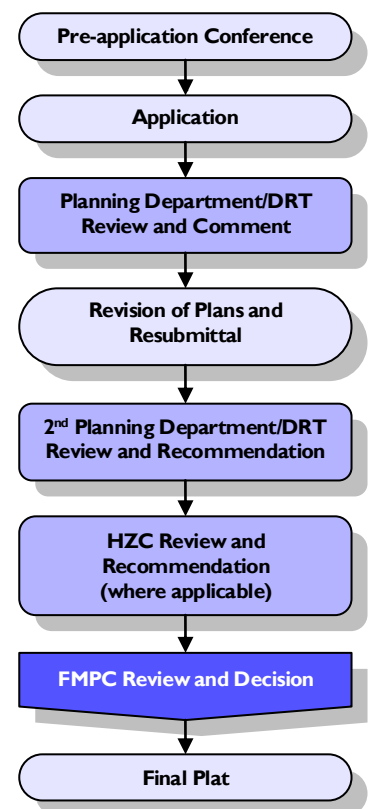 Pre-application Conference
Application
Planning Department/DRT
Review and Comment
Revision of Plans and
Resubmittal
2nd Planning Department/DRT
Review and Recommendation
HZC Review and
Recommendation
(where applicable)
FMPC Review and Decision
Final Plat